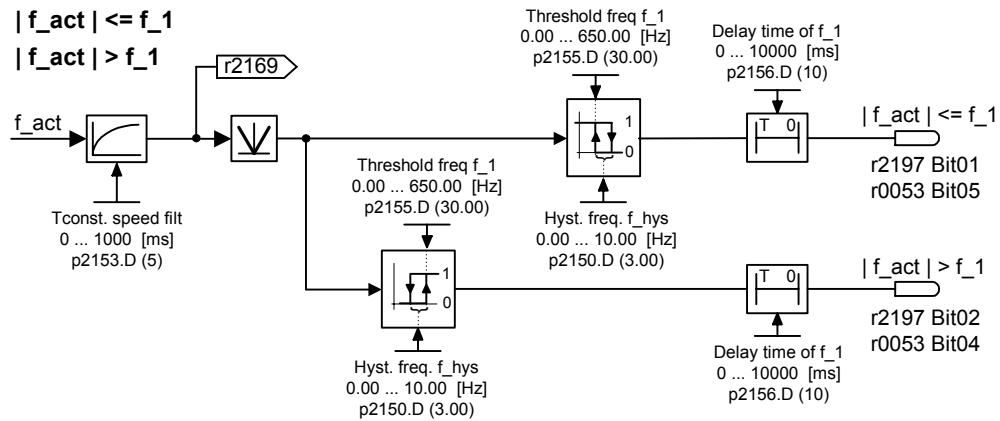 | f_act | <= f_1
| f_act | > f_1
r2169
f_act
Tconst. speed filt
0 ... 1000 [ms]
p2153.D (5)
Threshold freq f_1
0.00 ... 650.00 [Hz]
p2155.D (30.00)
1
0
Hyst. freq. f_hys
0.00 ... 10.00 [Hz]
p2150.D (3.00)
Delay time of f_1
0 ... 10000 [ms]
p2156.D (10)
T 0
| f_act | <= f_1
r2197 Bit01
r0053 Bit05
Threshold freq f_1
0.00 ... 650.00 [Hz]
p2155.D (30.00)
1
0
Hyst. freq. f_hys
0.00 ... 10.00 [Hz]
p2150.D (3.00)
T 0
Delay time of f_1
0 ... 10000 [ms]
p2156.D (10)
| f_act | > f_1
r2197 Bit02
r0053 Bit04